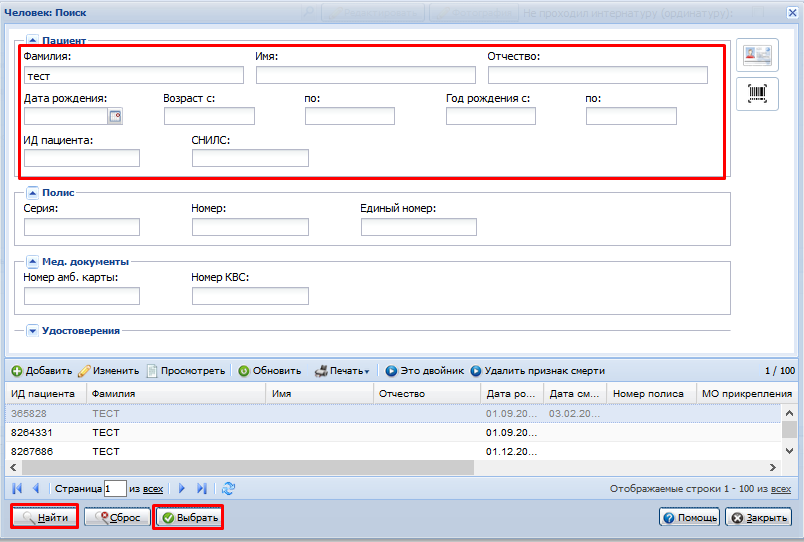 Человек: Поиск
Не проходил интернатуру (ординатуру):
Пациент
Фамилия: Имя: Отчество:
тест
Дата рождения: Возраст с: по: Год рождения с: по:
ИД пациента: СНИЛС:
Полис
Серия: Номер: Единый номер:
Мед. документы
Номер амб. карты: Номер КВС:
Удостоверения
Добавить Изменить Просмотреть Обновить Печать Это двойник Удалить признак смерти 1 / 100
ИД пациента Фамилия Имя Отчество Дата ро... Дата см... Номер полиса МО прикрепления
365828 ТЕСТ 01.09.20... 03.02.20...
8264331 ТЕСТ 01.09.20...
8267686 ТЕСТ 01.12.20...
Страница 1 из всех Отображаемые строки 1 - 100 из всех
Найти Сброс Выбрать Помощь Закрыть